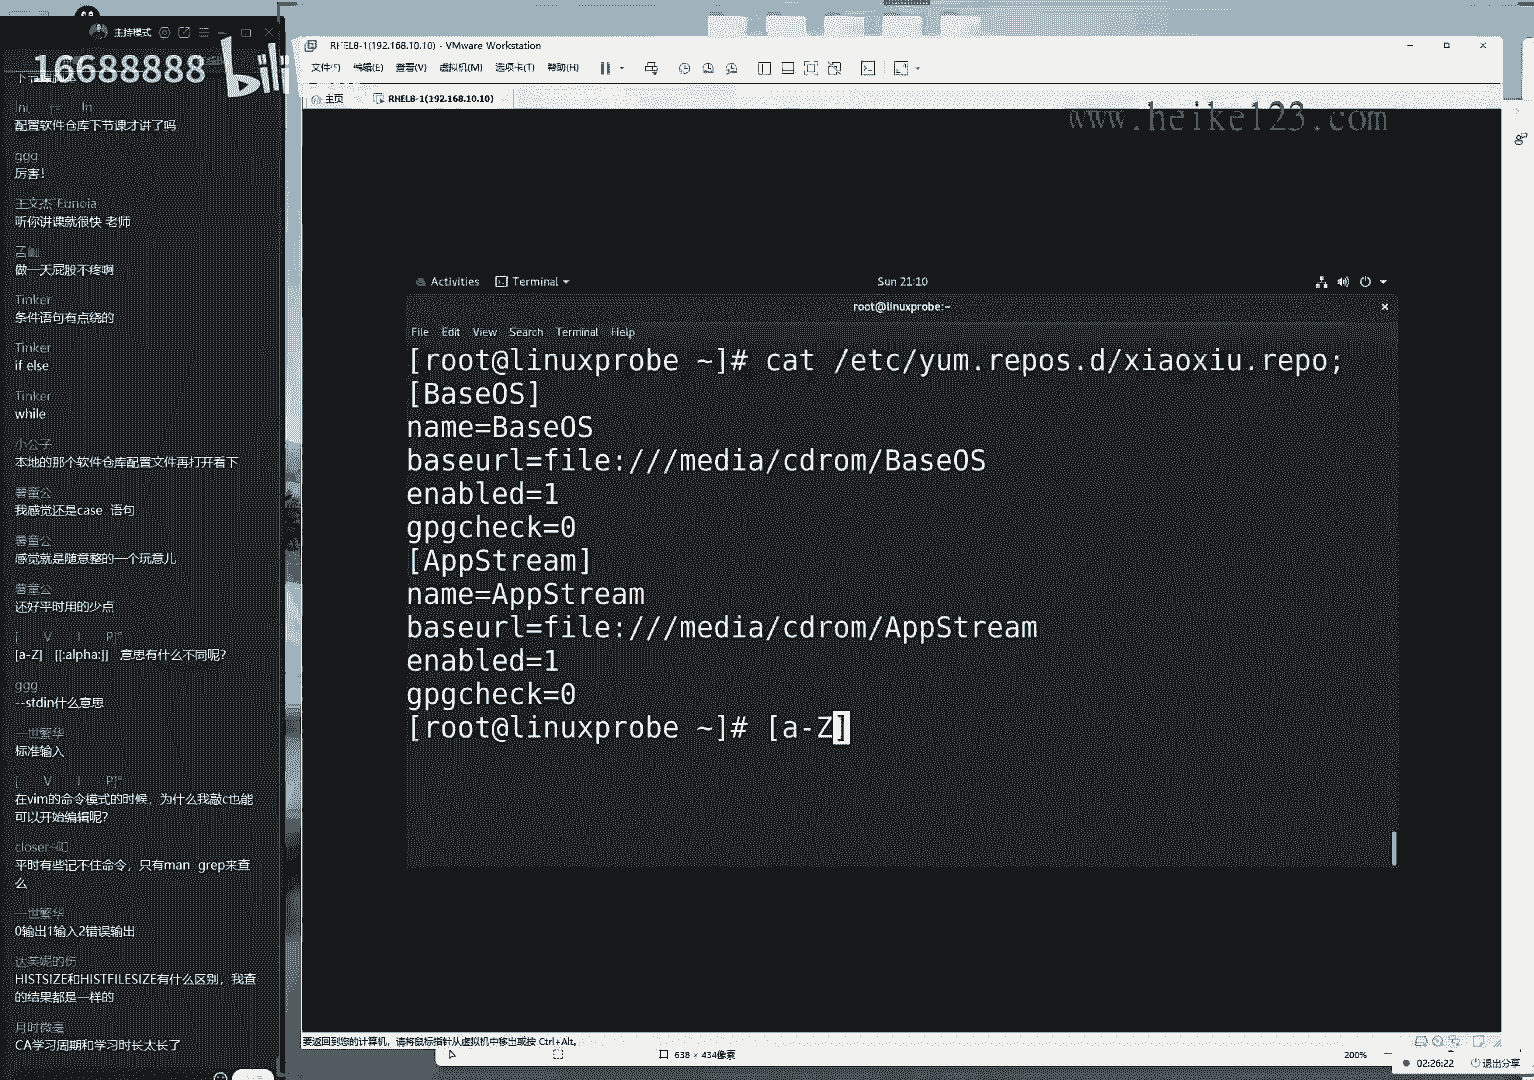 主持模式
16688888
bili
配置软件仓库下节课才讲了吗
ggg
厉害!
王文杰 Eunoia
听你讲课就很快 老师
做一天屁股不疼啊
Tinker
条件语句有点绕的
Tinker
if else
Tinker
while
小公子
本地的那个软件仓库配置文件再打开看下
薯童公
我感觉还是case 语句
薯童公
感觉就是随意整的一个玩意儿
薯童公
还好平时用的少点
[ V I P]
[a-Z] [[:alpha:]] 意思有什么不同呢?
ggg
--stdin什么意思
一世繁华
标准输入
[ V I P]
在vim的命令模式的时候，为什么我敲c也能
可以开始编辑呢?
平时有些记不住命令，只有man grep来查
么
一世繁华
0输出1输入2错误输出
达芙妮的伤
HISTSIZE和HISTFILESIZE有什么区别，我查
的结果都是一样的
月时微毫
CA学习周期和学习时长太长了
RHEL8-1(192.168.10.10) - VMware Workstation
文件(F) 编辑(E) 查看(V) 虚拟机(M) 选项卡(T) 帮助(H)
主页 RHEL8-1(192.168.10.10)
www.heike123.com
Activities Terminal Sun 21:10
root@linuxprobe:~
File Edit View Search Terminal Help
[root@linuxprobe ~]# cat /etc/yum.repos.d/xiaoxiu.repo;
[BaseOS]
name=BaseOS
baseurl=file:///media/cdrom/BaseOS
enabled=1
gpgcheck=0
[AppStream]
name=AppStream
baseurl=file:///media/cdrom/AppStream
enabled=1
gpgcheck=0
[root@linuxprobe ~]# [a-Z]
要返回到您的计算机，请将鼠标指针从虚拟机中移出或按 Ctrl+Alt。
638 × 434像素
200%
02:26:22 退出分享